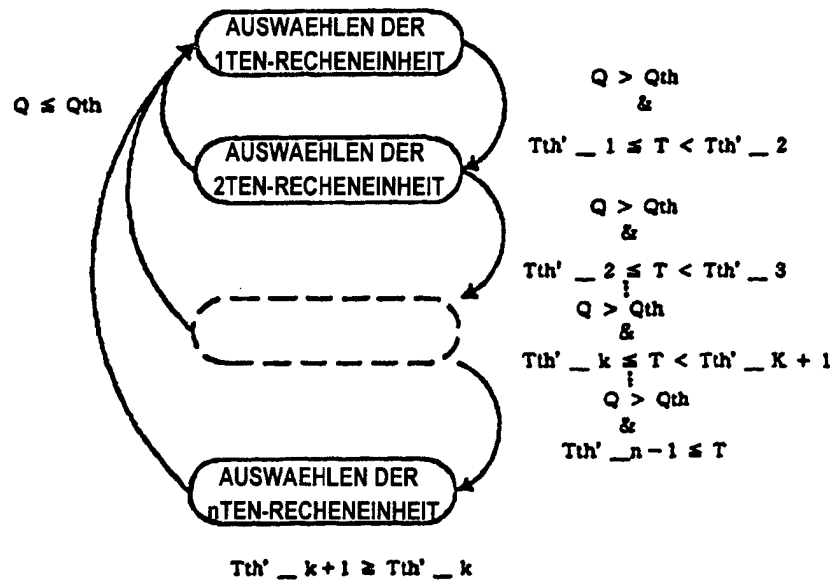 AUSWAEHLEN DER
1TEN-RECHENEINHEIT
Q ≦ Qth
Q > Qth
&
Tth' _ 1 ≦ T < Tth' _ 2
AUSWAEHLEN DER
2TEN-RECHENEINHEIT
Q > Qth
&
Tth' _ 2 ≦ T < Tth' _ 3
⋮
Q > Qth
&
Tth' _ k ≦ T < Tth' _ K + 1
⋮
Q > Qth
&
Tth' _n - 1 ≦ T
AUSWAEHLEN DER
nTEN-RECHENEINHEIT
Tth' _ k+1 ≧ Tth' _ k